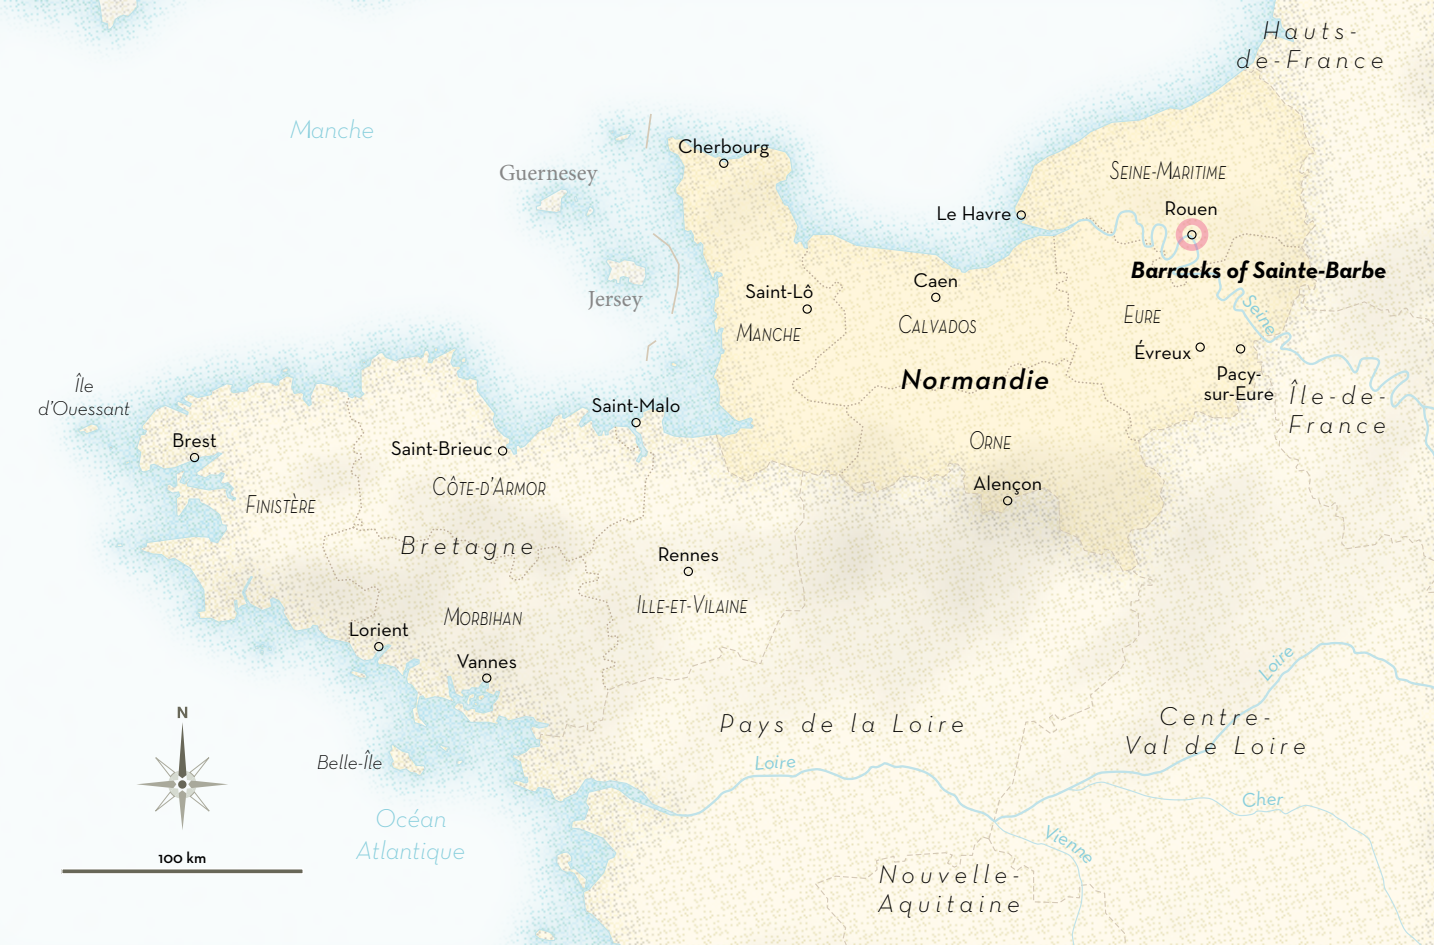 Hauts-
de-France
Manche
Cherbourg
Guernesey
SEINE-MARITIME
Le Havre
Rouen
Barracks of Sainte-Barbe
Jersey
Saint-Lô
MANCHE
Caen
CALVADOS
EURE
Seine
Évreux
Pacy-
sur-Eure
Normandie
Île-de-
France
Île
d'Ouessant
Saint-Malo
Brest
Saint-Brieuc
ORNE
CÔTE-D'ARMOR
Alençon
FINISTÈRE
Bretagne
Rennes
ILLE-ET-VILAINE
MORBIHAN
Lorient
Vannes
Loire
N
Pays de la Loire
Centre-
Val de Loire
Belle-Île
Loire
Cher
Océan
Atlantique
Vienne
100 km
Nouvelle-
Aquitaine